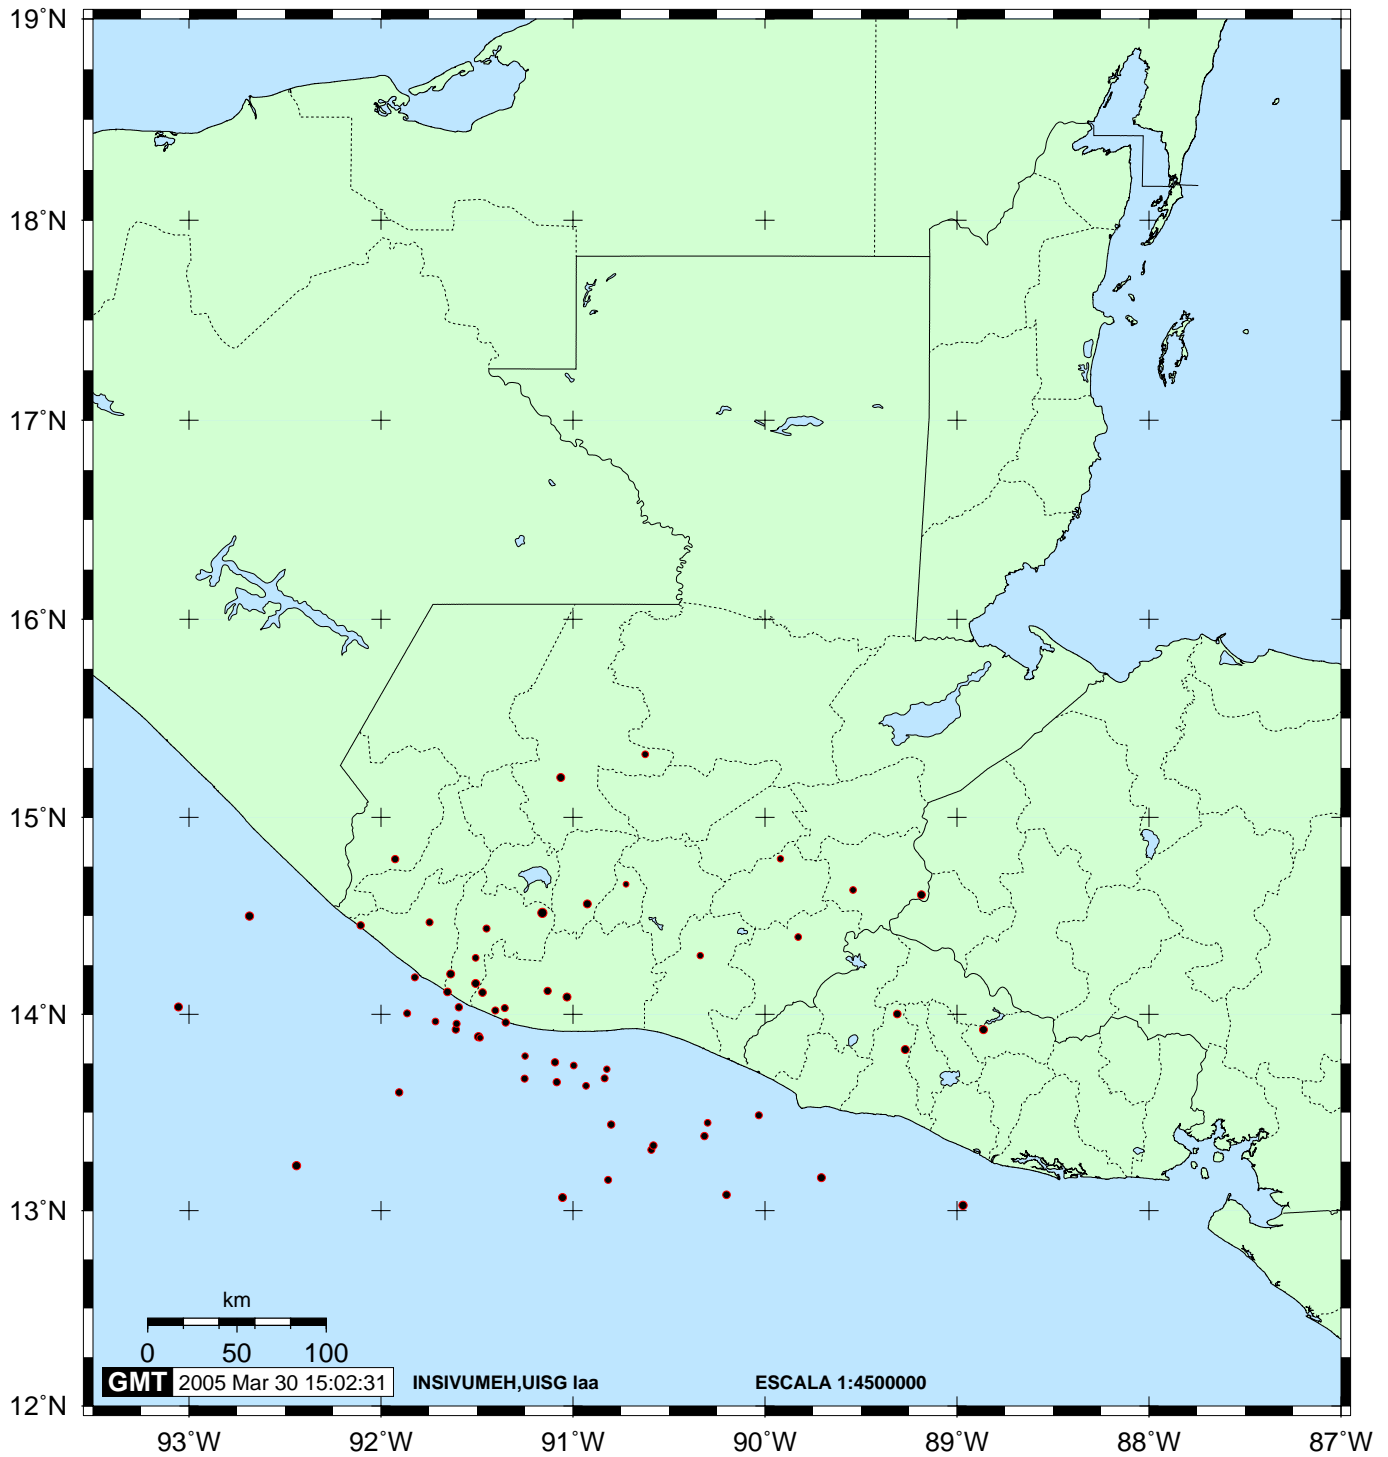 19°N
18°N
17°N
16°N
15°N
14°N
13°N
km
0 50 100
GMT 2005 Mar 30 15:02:31 INSIVUMEH,UISG laa ESCALA 1:4500000
12°N
93°W 92°W 91°W 90°W 89°W 88°W 87°W